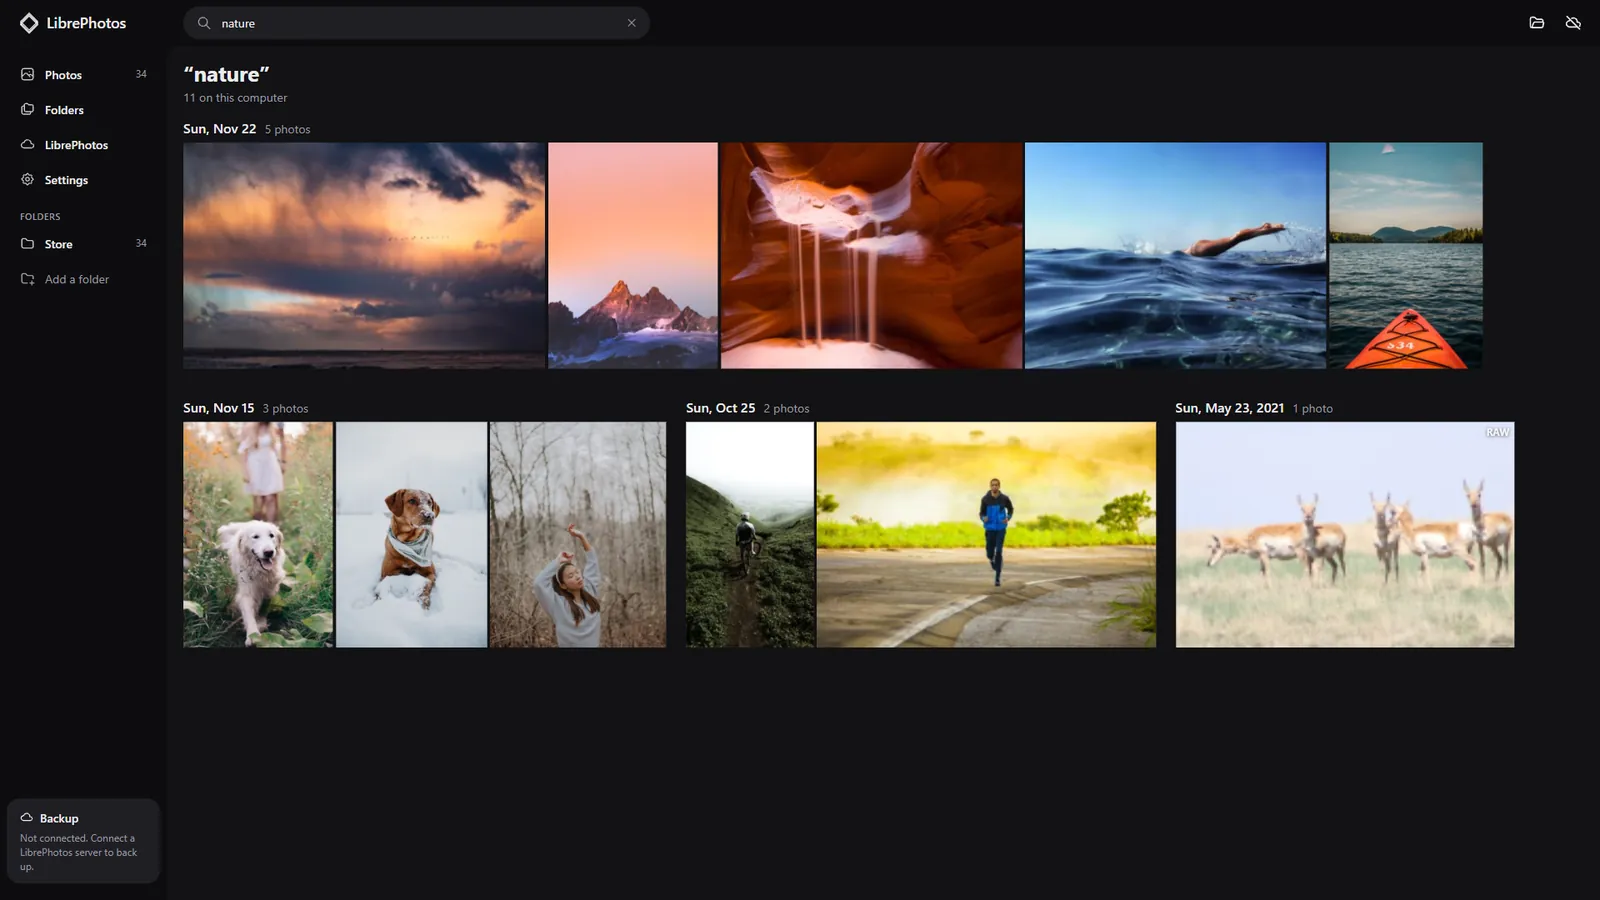 LibrePhotos
nature
Photos 34
Folders
LibrePhotos
Settings
FOLDERS
Store 34
Add a folder
“nature”
11 on this computer
Sun, Nov 22 5 photos
S34
Sun, Nov 15 3 photos
Sun, Oct 25 2 photos
Sun, May 23, 2021 1 photo
RAW
Backup
Not connected. Connect a
LibrePhotos server to back
up.